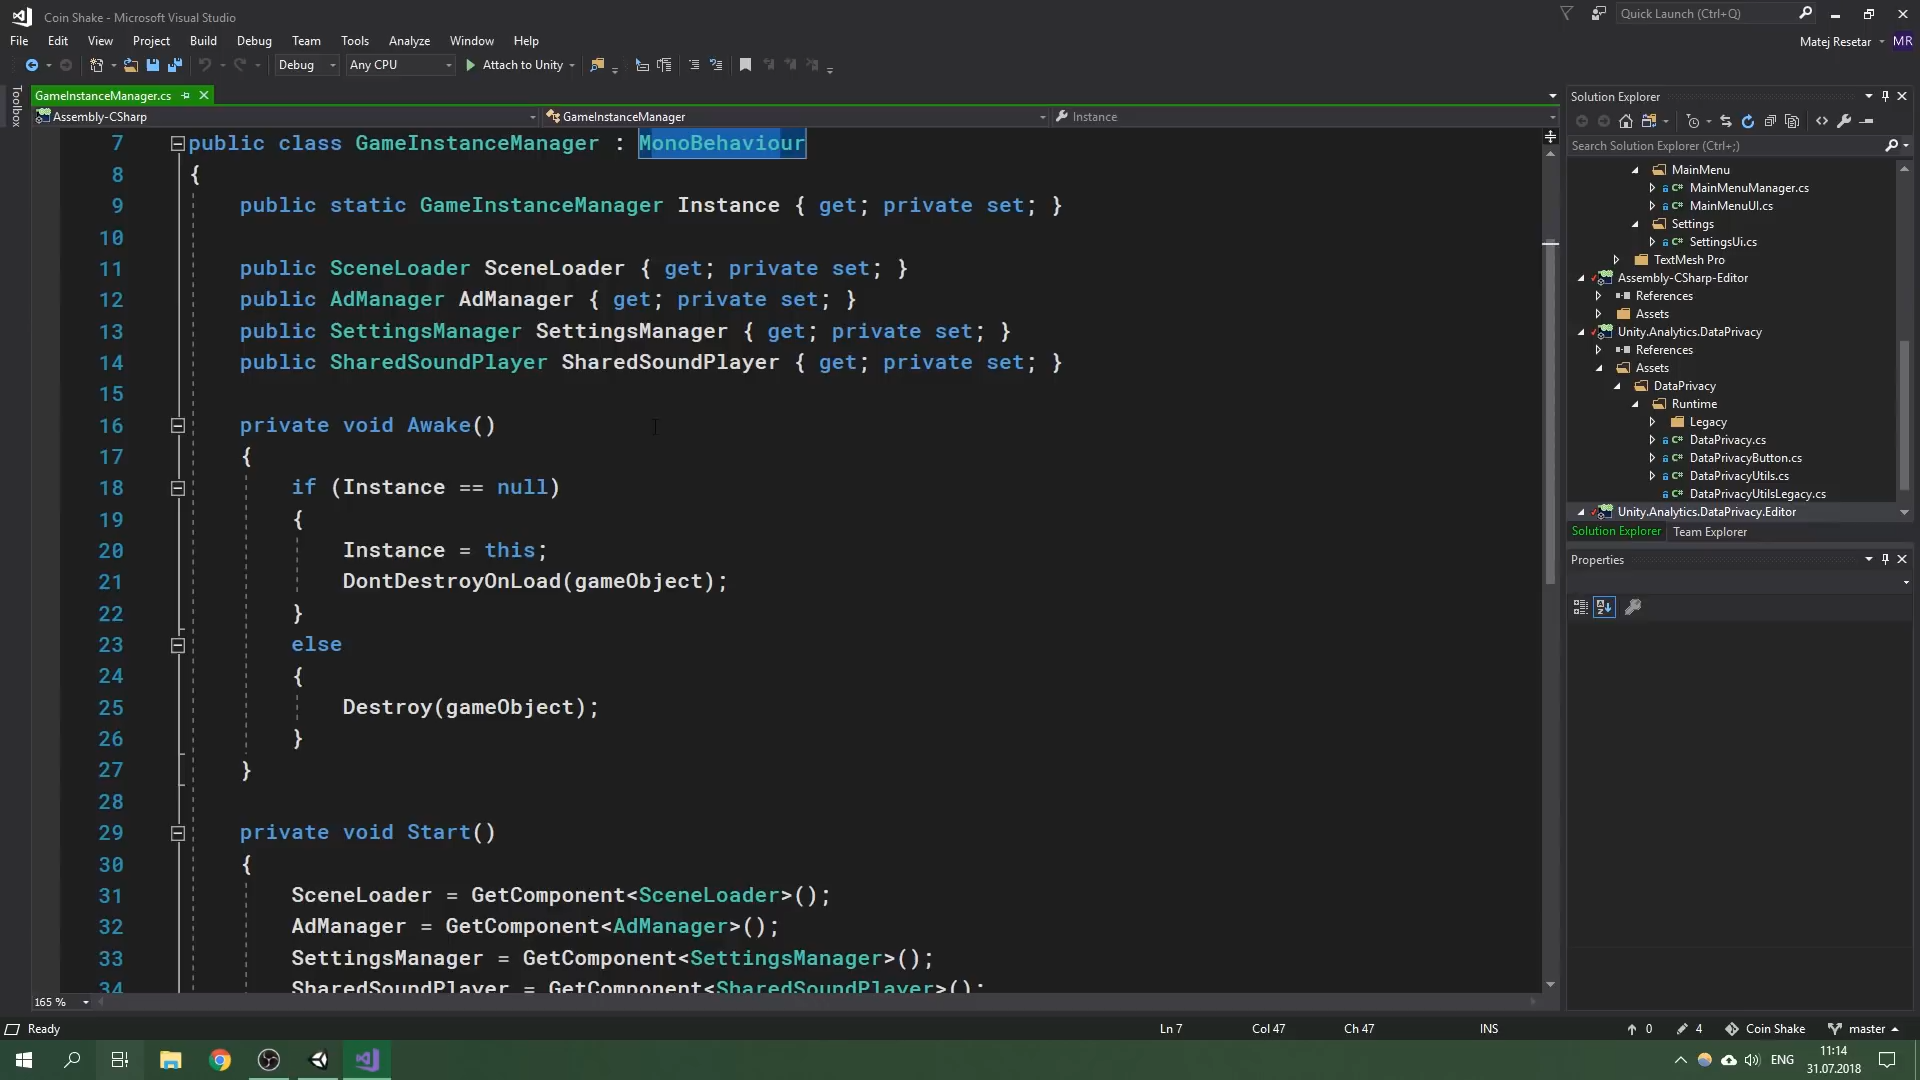 Coin Shake - Microsoft Visual Studio
Quick Launch (Ctrl+Q)
File Edit View Project Build Debug Team Tools Analyze Window Help
Matej Resetar MR
Debug Any CPU Attach to Unity
Toolbox
GameInstanceManager.cs
Assembly-CSharp GameInstanceManager Instance
7 public class GameInstanceManager : MonoBehaviour
8 {
9 public static GameInstanceManager Instance { get; private set; }
10
11 public SceneLoader SceneLoader { get; private set; }
12 public AdManager AdManager { get; private set; }
13 public SettingsManager SettingsManager { get; private set; }
14 public SharedSoundPlayer SharedSoundPlayer { get; private set; }
15
16 private void Awake()
17 {
18 if (Instance == null)
19 {
20 Instance = this;
21 DontDestroyOnLoad(gameObject);
22 }
23 else
24 {
25 Destroy(gameObject);
26 }
27 }
28
29 private void Start()
30 {
31 SceneLoader = GetComponent<SceneLoader>();
32 AdManager = GetComponent<AdManager>();
33 SettingsManager = GetComponent<SettingsManager>();
34 SharedSoundPlayer = GetComponent<SharedSoundPlayer>();
165 %
Solution Explorer
Search Solution Explorer (Ctrl+;)
MainMenu
C# MainMenuManager.cs
C# MainMenuUI.cs
Settings
C# SettingsUi.cs
TextMesh Pro
Assembly-CSharp-Editor
References
Assets
Unity.Analytics.DataPrivacy
References
Assets
DataPrivacy
Runtime
Legacy
C# DataPrivacy.cs
C# DataPrivacyButton.cs
C# DataPrivacyUtils.cs
C# DataPrivacyUtilsLegacy.cs
Unity.Analytics.DataPrivacy.Editor
Solution Explorer Team Explorer
Properties
Ready Ln 7 Col 47 Ch 47 INS 0 4 Coin Shake master
ENG 11:14
31.07.2018